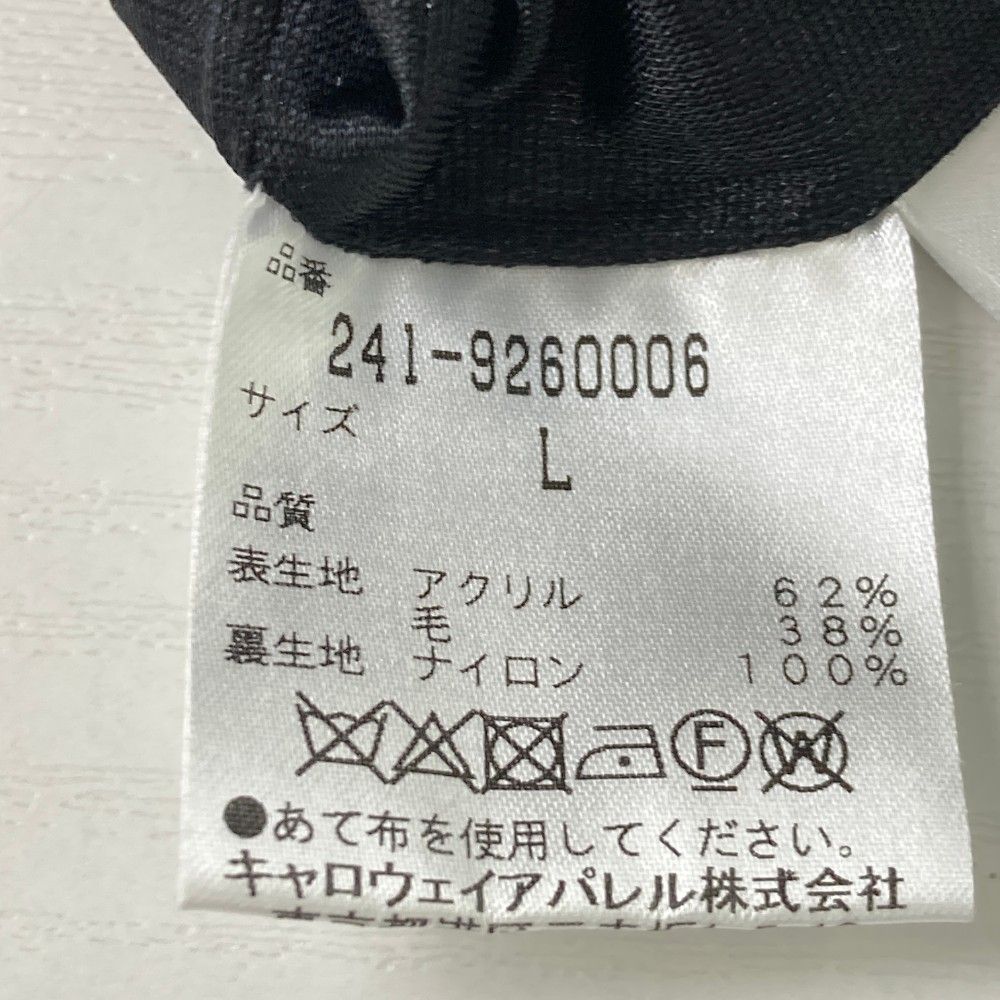 品番
241-9260006
サイズ
L
品質
表生地 アクリル 62%
毛 38%
裏生地 ナイロン 100%
F W
●あて布を使用してください。
キャロウェイアパレル株式会社